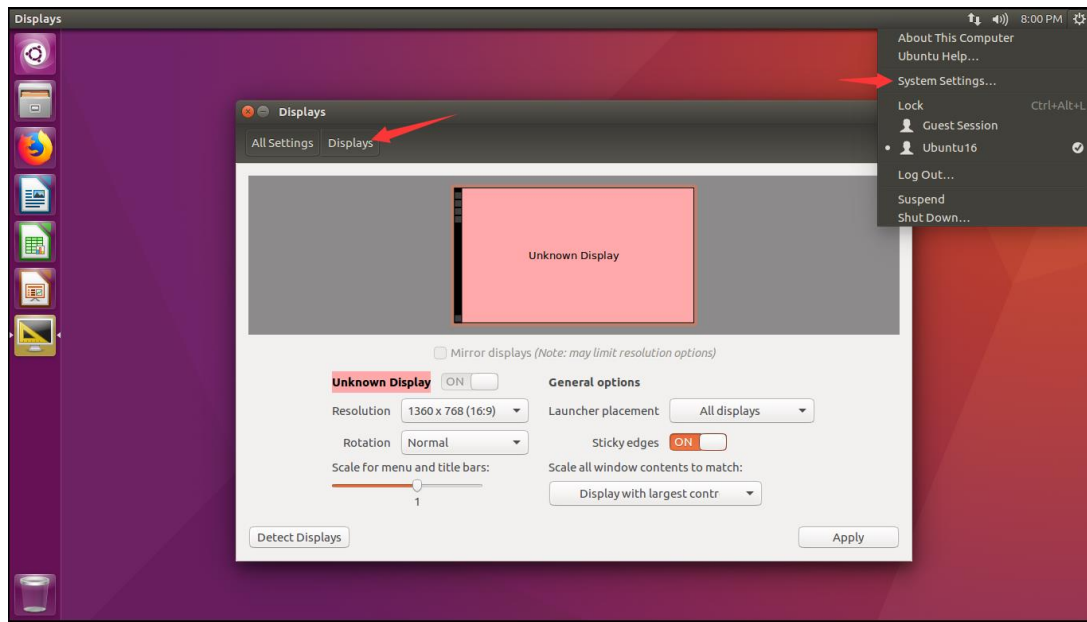 Displays
8:00 PM
About This Computer
Ubuntu Help...
System Settings...
Lock Ctrl+Alt+L
Guest Session
Ubuntu16
Log Out...
Suspend
Shut Down...
Displays
All Settings Displays
Unknown Display
Mirror displays (Note: may limit resolution options)
Unknown Display ON
Resolution 1360 x 768 (16:9)
Rotation Normal
Scale for menu and title bars:
1
General options
Launcher placement All displays
Sticky edges ON
Scale all window contents to match:
Display with largest contr
Detect Displays
Apply